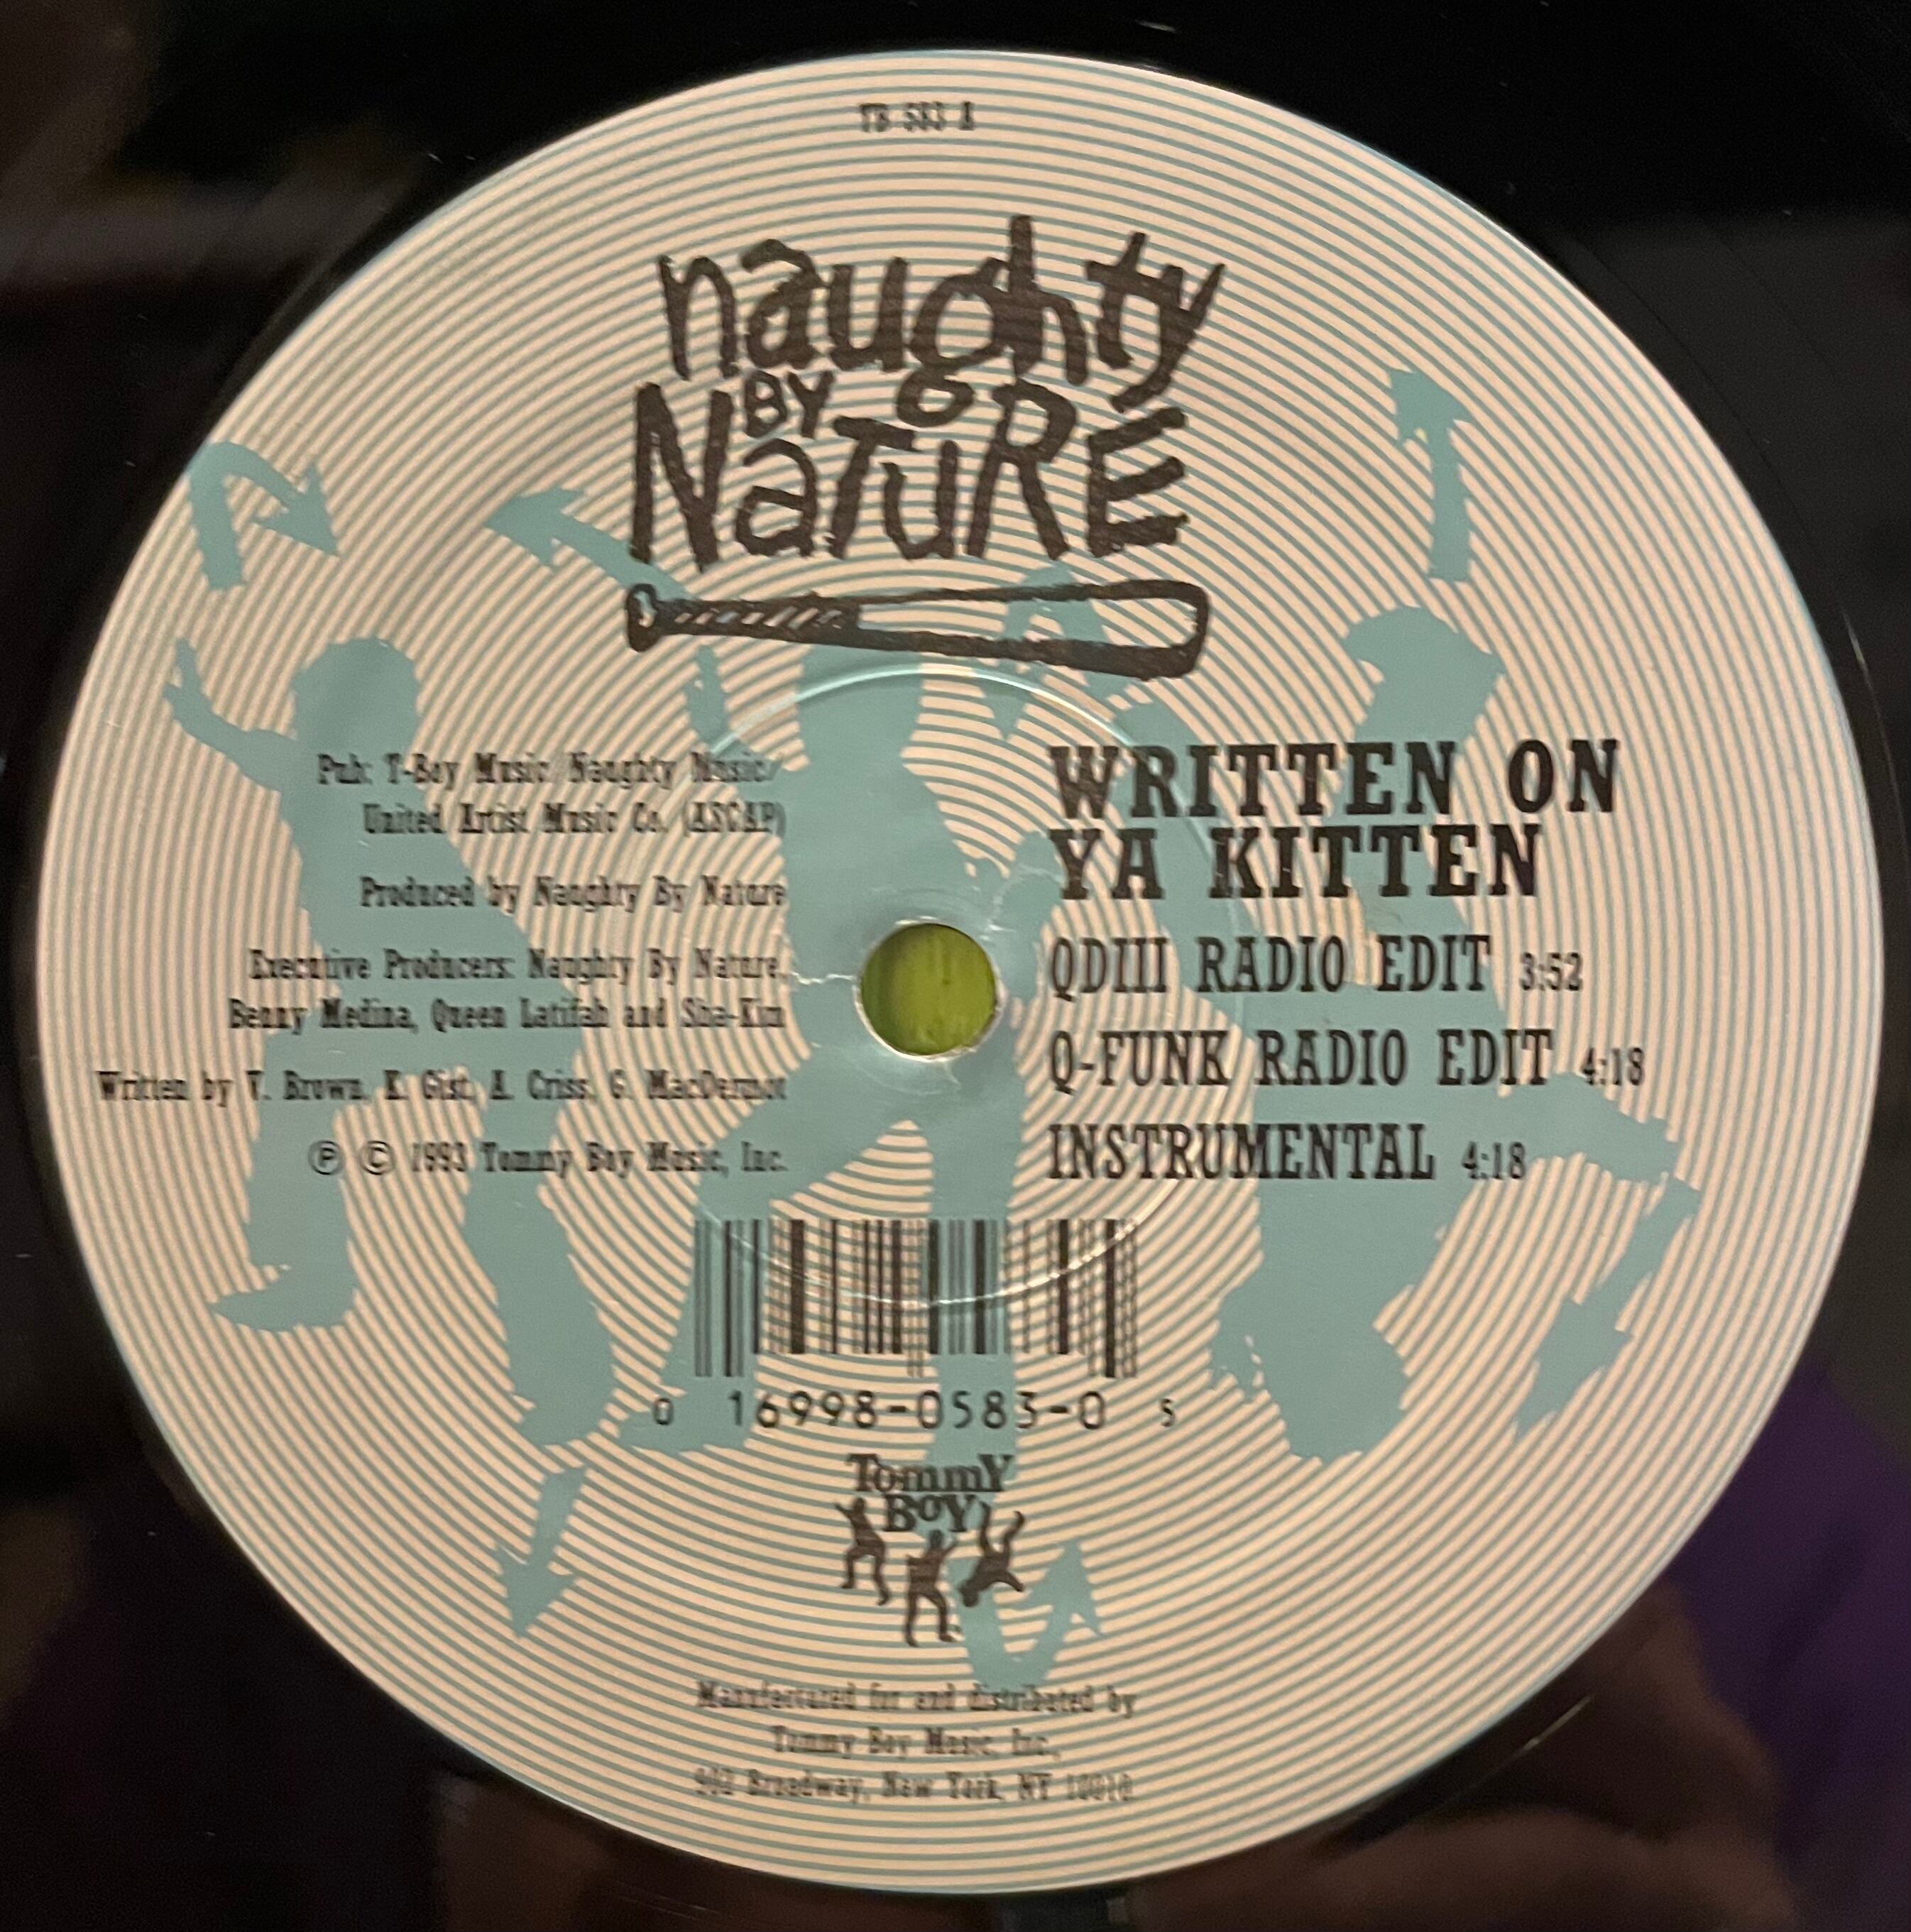 TB 583 A
naughty
BY
NaTuRE
Pub: T-Boy Music/Naughty Music/
United Artist Music Co. (ASCAP)
Produced by Naughty By Nature
Executive Producers: Naughty By Nature,
Benny Medina, Queen Latifah and Sha-Kim
Written by V. Brown, K. Gist, A. Criss, G. MacDermot
℗ © 1993 Tommy Boy Music, Inc.
WRITTEN ON
YA KITTEN
QDIII RADIO EDIT 3:52
Q-FUNK RADIO EDIT 4:18
INSTRUMENTAL 4:18
0 16998-0583-0 5
TommY
BoY
Manufactured for and distributed by
Tommy Boy Music, Inc.,
902 Broadway, New York, NY 10010